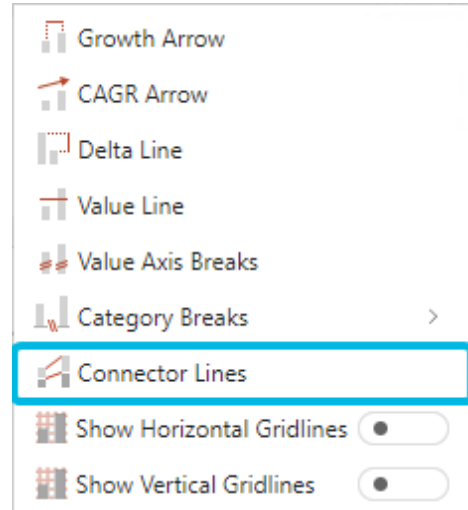 Growth Arrow
CAGR Arrow
Delta Line
Value Line
Value Axis Breaks
Category Breaks
Connector Lines
Show Horizontal Gridlines
Show Vertical Gridlines